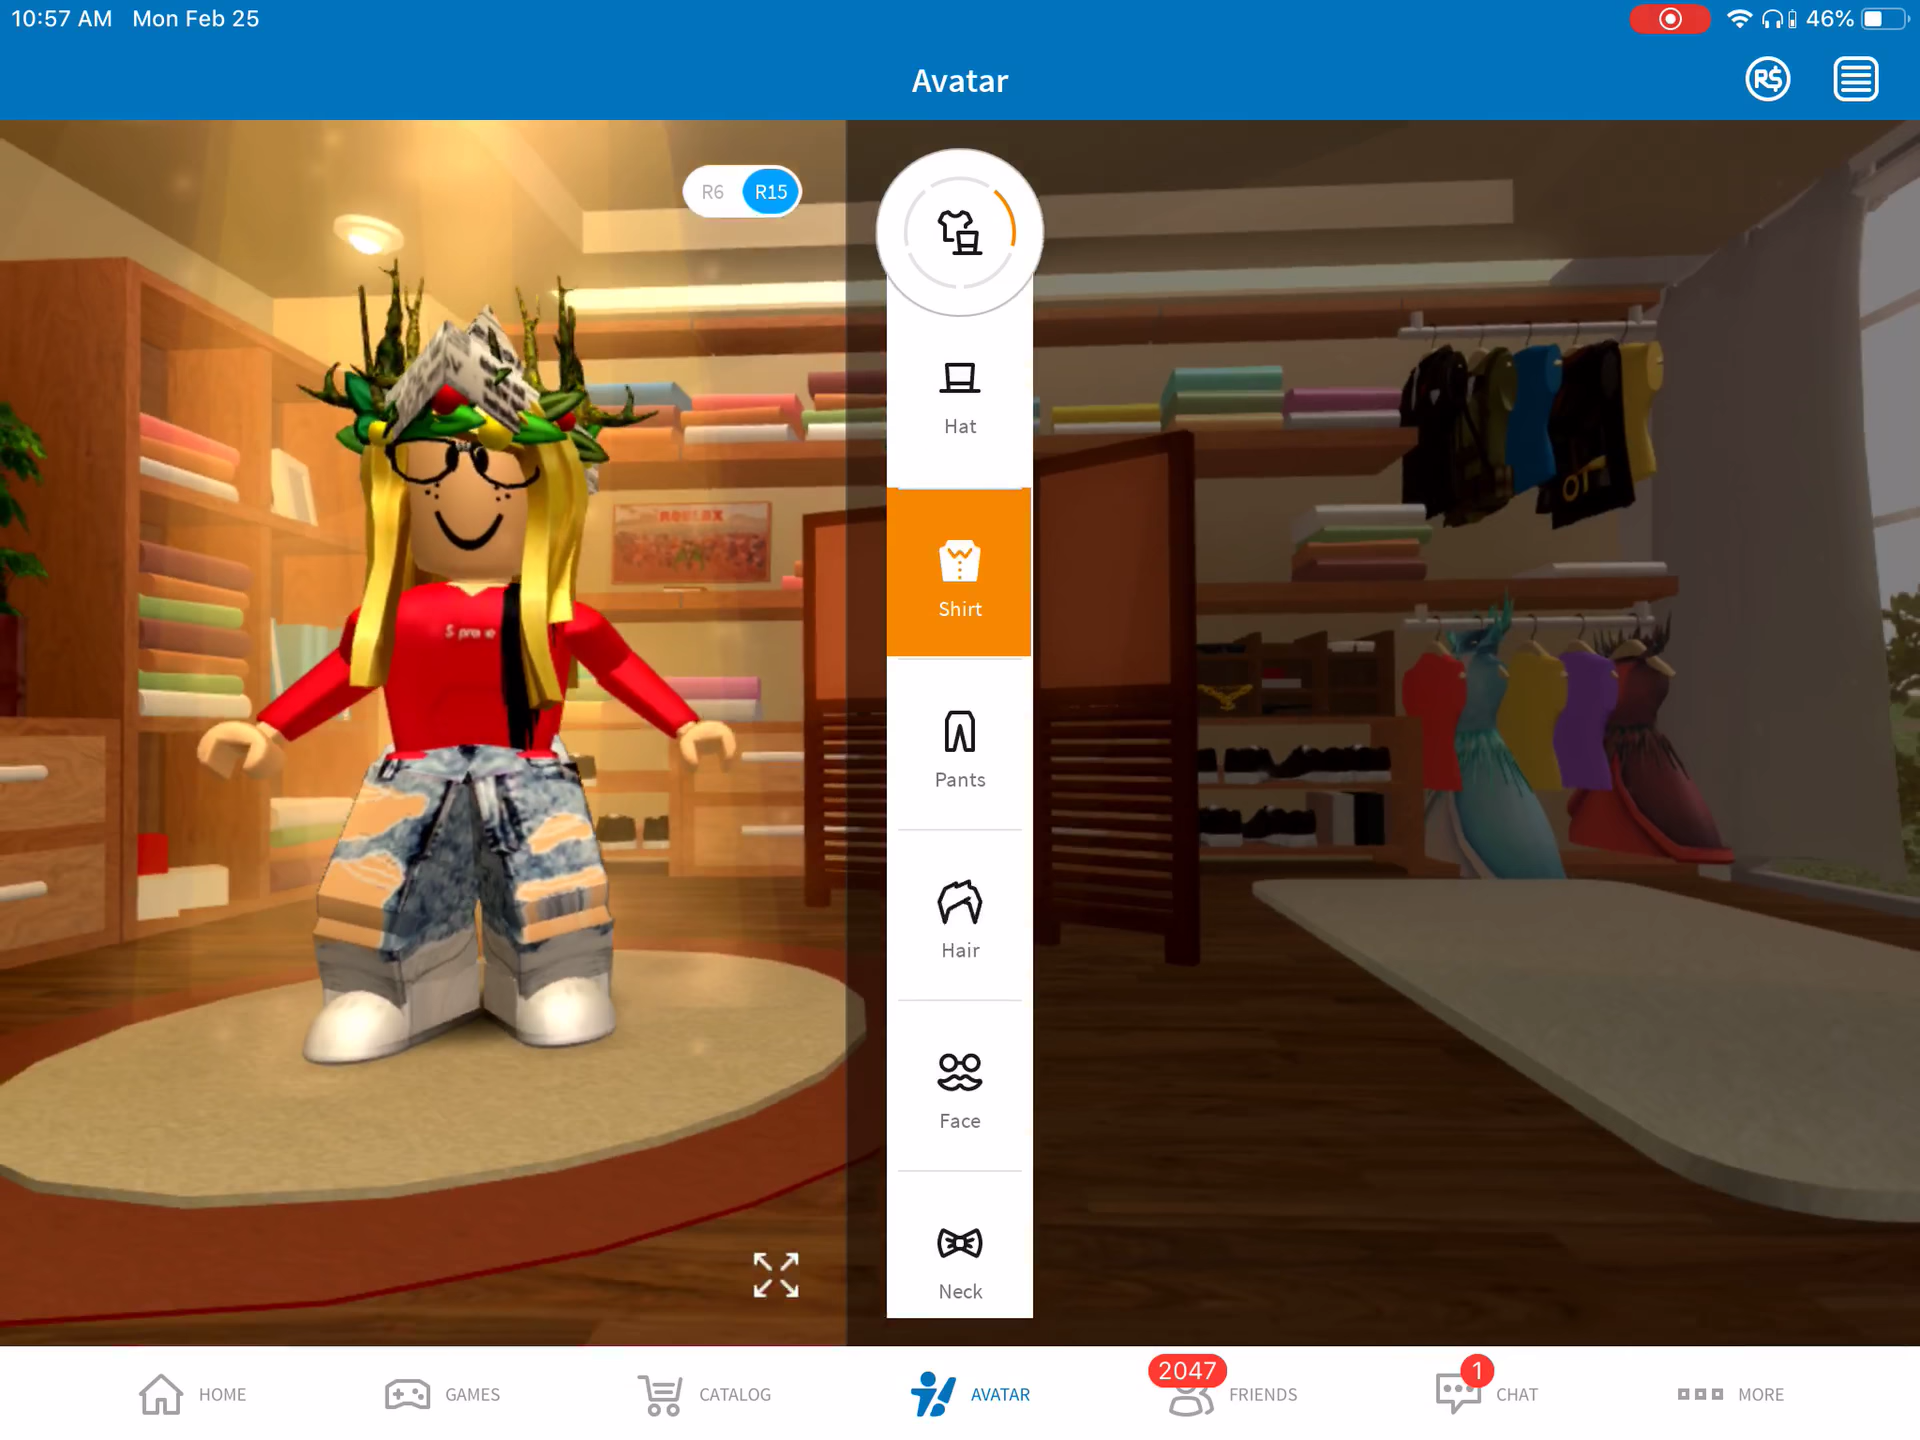 10:57 AM Mon Feb 25
46%
Avatar
R$
R6 R15
Hat
ROBLOX
Shirt
Pants
Hair
Face
Neck
HOME
GAMES
CATALOG
AVATAR
2047
FRIENDS
1
CHAT
MORE